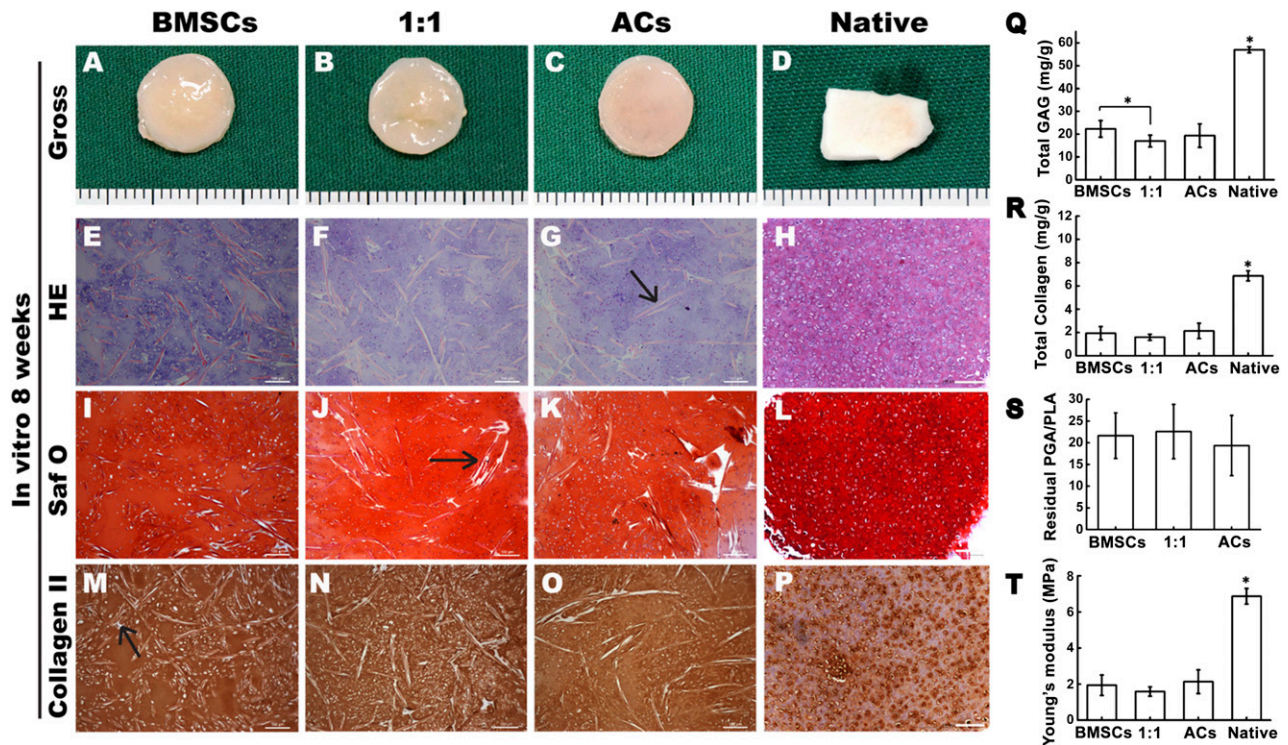 BMSCs 1:1 ACs Native
In vitro 8 weeks
Gross
A B C D
HE
E F G H
Saf O
I J K L
Collagen II
M N O P
Q
Total GAG (mg/g)
60
50
40
30
20
10
0
* *
BMSCs 1:1 ACs Native
R
Total Collagen (mg/g)
12
10
8
6
4
2
0
*
BMSCs 1:1 ACs Native
S
Residual PGA/PLA
30
25
20
15
10
5
0
BMSCs 1:1 ACs
T
Young's modulus (MPa)
8
6
4
2
0
*
BMSCs 1:1 ACs Native